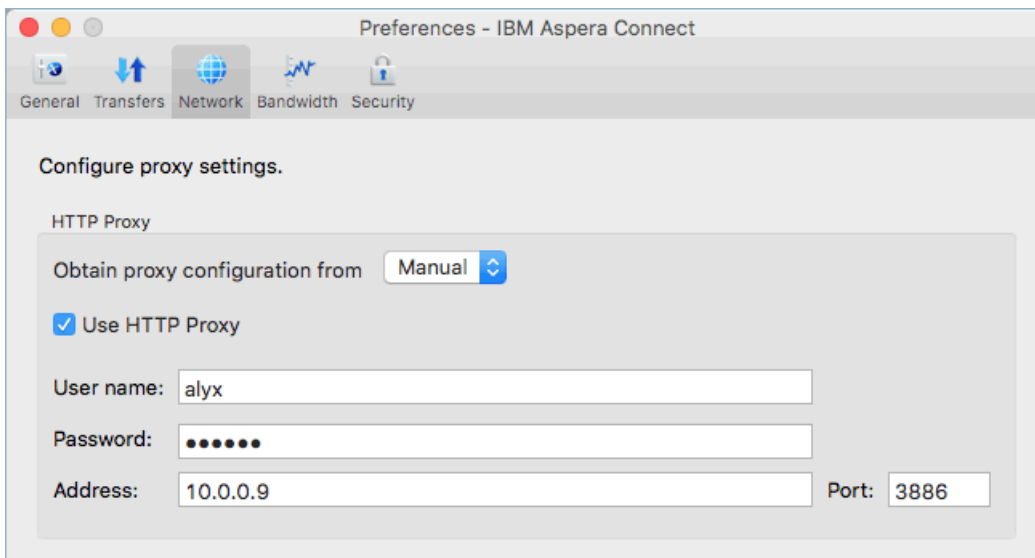 Preferences - IBM Aspera Connect
General Transfers Network Bandwidth Security
Configure proxy settings.
HTTP Proxy
Obtain proxy configuration from Manual
Use HTTP Proxy
User name: alyx
Password: ●●●●●●
Address: 10.0.0.9 Port: 3886